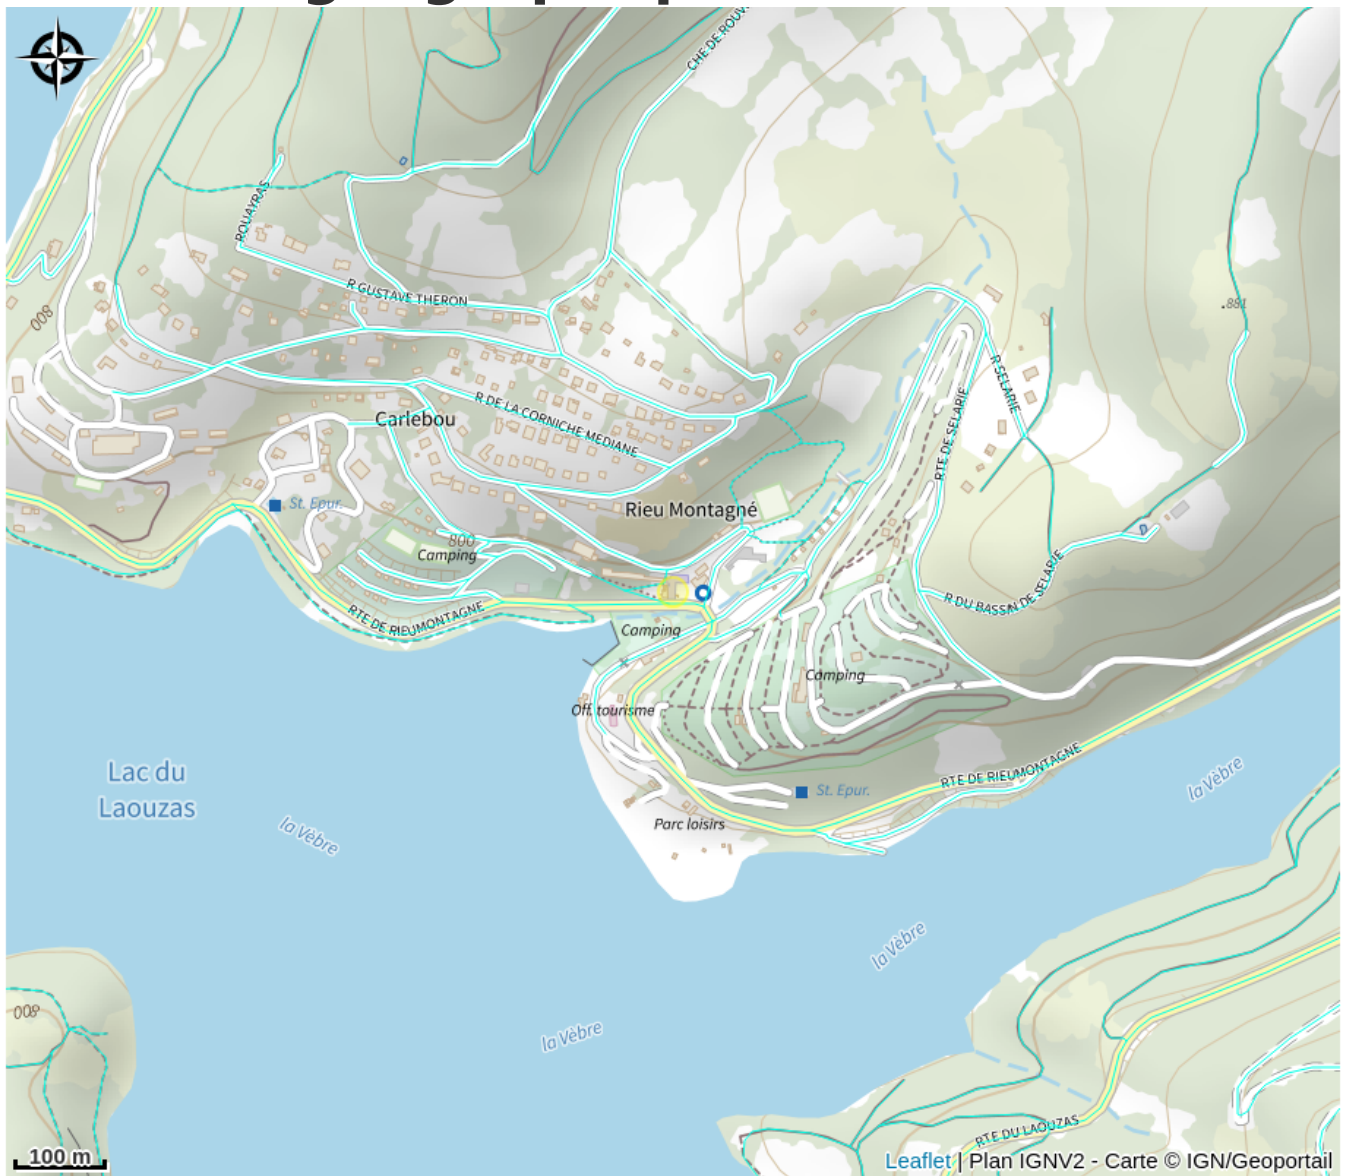 CHE DE ROUV
ROUAYRAS
R GUSTAVE THERON
.881
800
R SELARIE
Carlebou
R DE LA CORNICHE MEDIANE
RTE DE SELARIE
St. Epur.
Rieu Montagné
800
Camping
R DU BASSIN DE SELARIE
RTE DE RIEUMONTAGNE
Camping
Camping
Off. tourisme
Lac du
Laouzas
RTE DE RIEUMONTAGNE
la Vèbre
St. Epur.
la Vèbre
Parc loisirs
la Vèbre
800
la Vèbre
RTE DU LAOUZAS
100 m
Leaflet | Plan IGNV2 - Carte © IGN/Geoportail